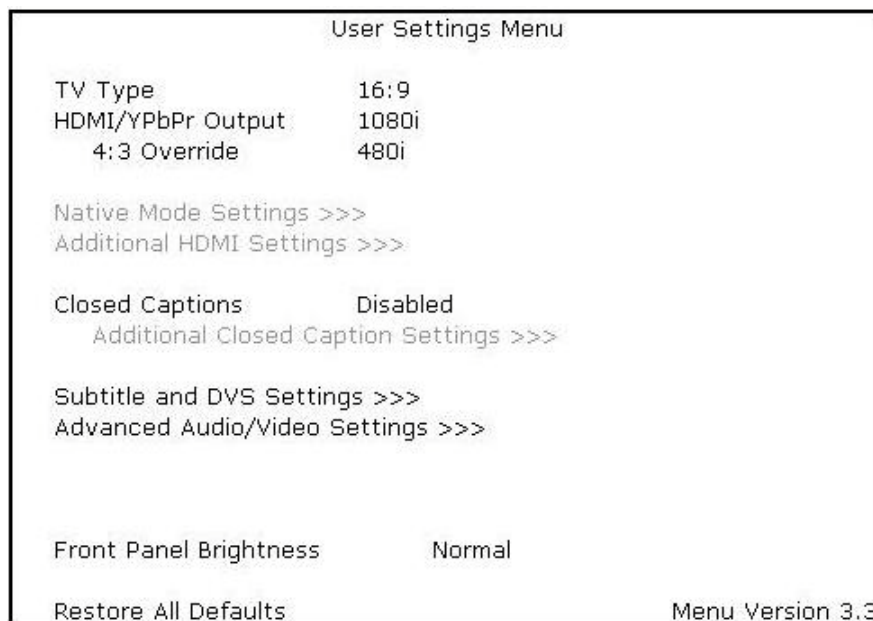 User Settings Menu
TV Type 16:9
HDMI/YPbPr Output 1080i
4:3 Override 480i
Native Mode Settings >>>
Additional HDMI Settings >>>
Closed Captions Disabled
Additional Closed Caption Settings >>>
Subtitle and DVS Settings >>>
Advanced Audio/Video Settings >>>
Front Panel Brightness Normal
Restore All Defaults Menu Version 3.3